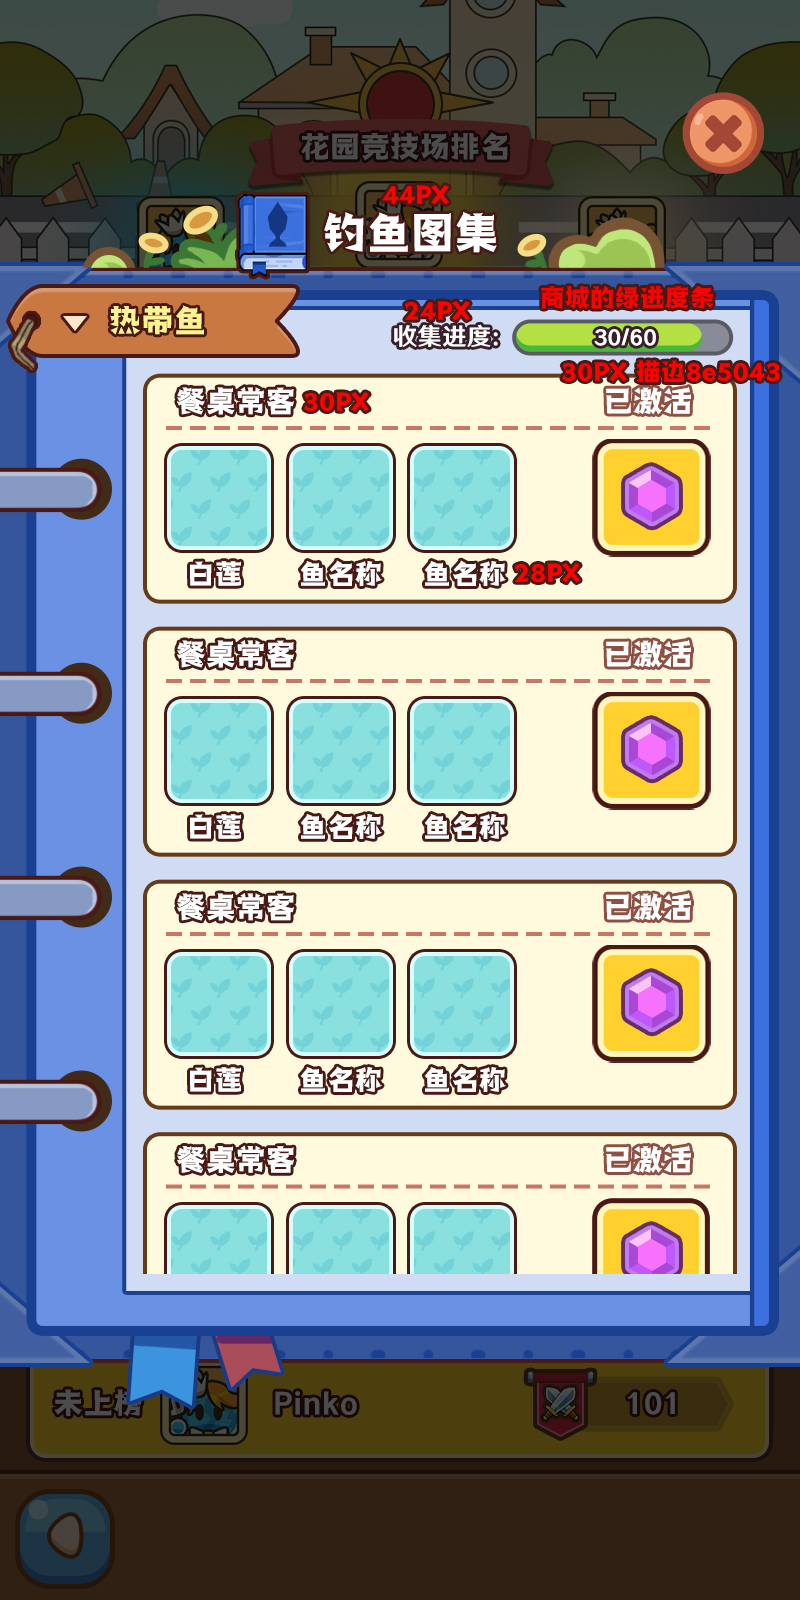 花园竞技场排名
44PX
钓鱼图集
商城的绿进度条
热带鱼
24PX
收集进度:
30/60
30PX 描边8e5043
餐桌常客 30PX
已激活
白莲 鱼名称 鱼名称 28PX
餐桌常客
已激活
白莲 鱼名称 鱼名称
餐桌常客
已激活
白莲 鱼名称 鱼名称
餐桌常客
已激活
未上榜
Pinko
101